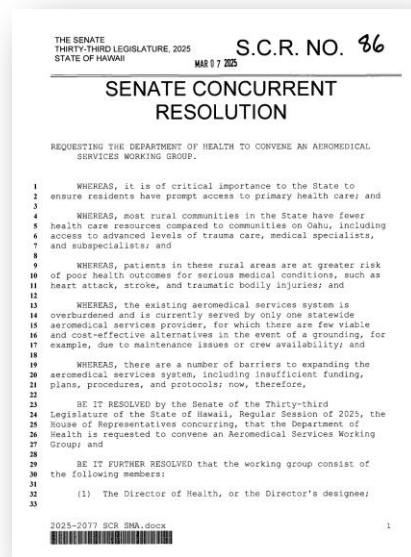 THE SENATE
THIRTY-THIRD LEGISLATURE, 2025
STATE OF HAWAII
S.C.R. NO. 86
MAR 07 2025
SENATE CONCURRENT
RESOLUTION
REQUESTING THE DEPARTMENT OF HEALTH TO CONVENE AN AEROMEDICAL
SERVICES WORKING GROUP.
1 WHEREAS, it is of critical importance to the State to
2 ensure residents have prompt access to primary health care; and
3
4 WHEREAS, most rural communities in the State have fewer
5 health care resources compared to communities on Oahu, including
6 access to advanced levels of trauma care, medical specialists,
7 and subspecialists; and
8
9 WHEREAS, patients in these rural areas are at greater risk
10 of poor health outcomes for serious medical conditions, such as
11 heart attack, stroke, and traumatic bodily injuries; and
12
13 WHEREAS, the existing aeromedical services system is
14 overburdened and is currently served by only one statewide
15 aeromedical services provider, for which there are few viable
16 and cost-effective alternatives in the event of a grounding, for
17 example, due to maintenance issues or crew availability; and
18
19 WHEREAS, there are a number of barriers to expanding the
20 aeromedical services system, including insufficient funding,
21 plans, procedures, and protocols; now, therefore,
22
23 BE IT RESOLVED by the Senate of the Thirty-third
24 Legislature of the State of Hawaii, Regular Session of 2025, the
25 House of Representatives concurring, that the Department of
26 Health is requested to convene an Aeromedical Services Working
27 Group; and
28
29 BE IT FURTHER RESOLVED that the working group consist of
30 the following members:
31
32 (1) The Director of Health, or the Director's designee;
33
2025-2077 SCR SMA.docx 1